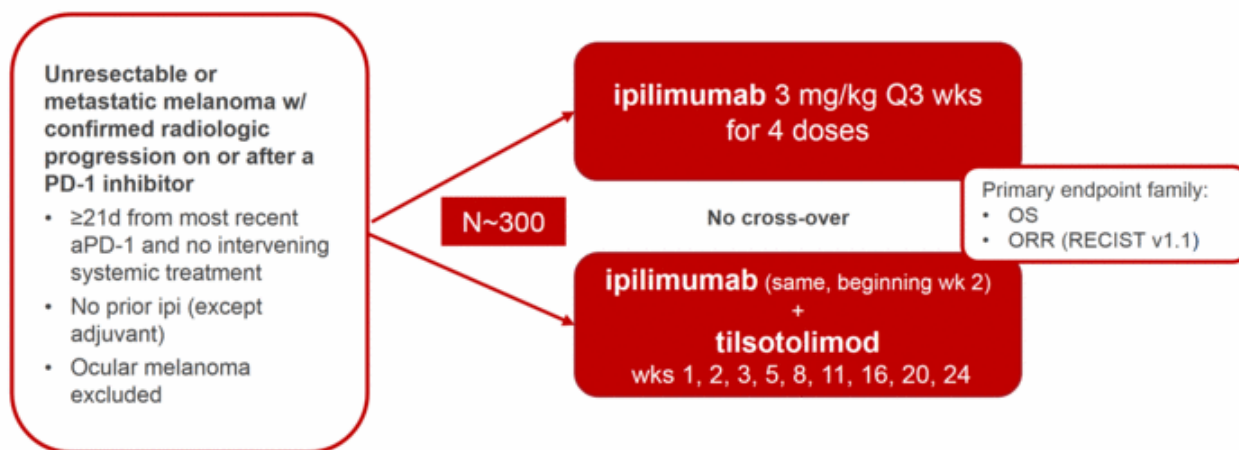 Unresectable or
metastatic melanoma w/
confirmed radiologic
progression on or after a
PD-1 inhibitor
• ≥21d from most recent
aPD-1 and no intervening
systemic treatment
• No prior ipi (except
adjuvant)
• Ocular melanoma
excluded
N~300
ipilimumab 3 mg/kg Q3 wks
for 4 doses
No cross-over
ipilimumab (same, beginning wk 2)
+
tilsotolimod
wks 1, 2, 3, 5, 8, 11, 16, 20, 24
Primary endpoint family:
• OS
• ORR (RECIST v1.1)